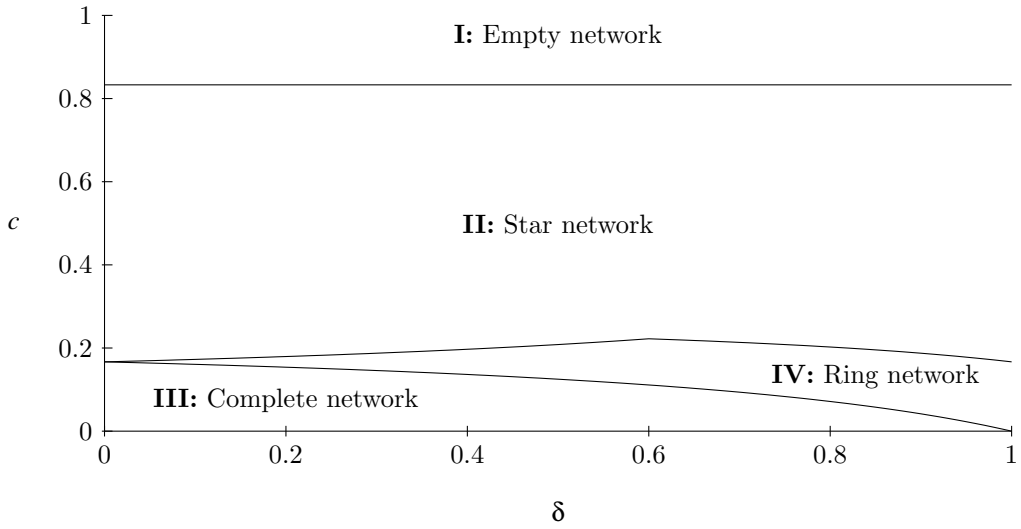 1
I: Empty network
0.8
0.6
c
II: Star network
0.4
0.2
IV: Ring network
III: Complete network
0
0 0.2 0.4 0.6 0.8 1
δ